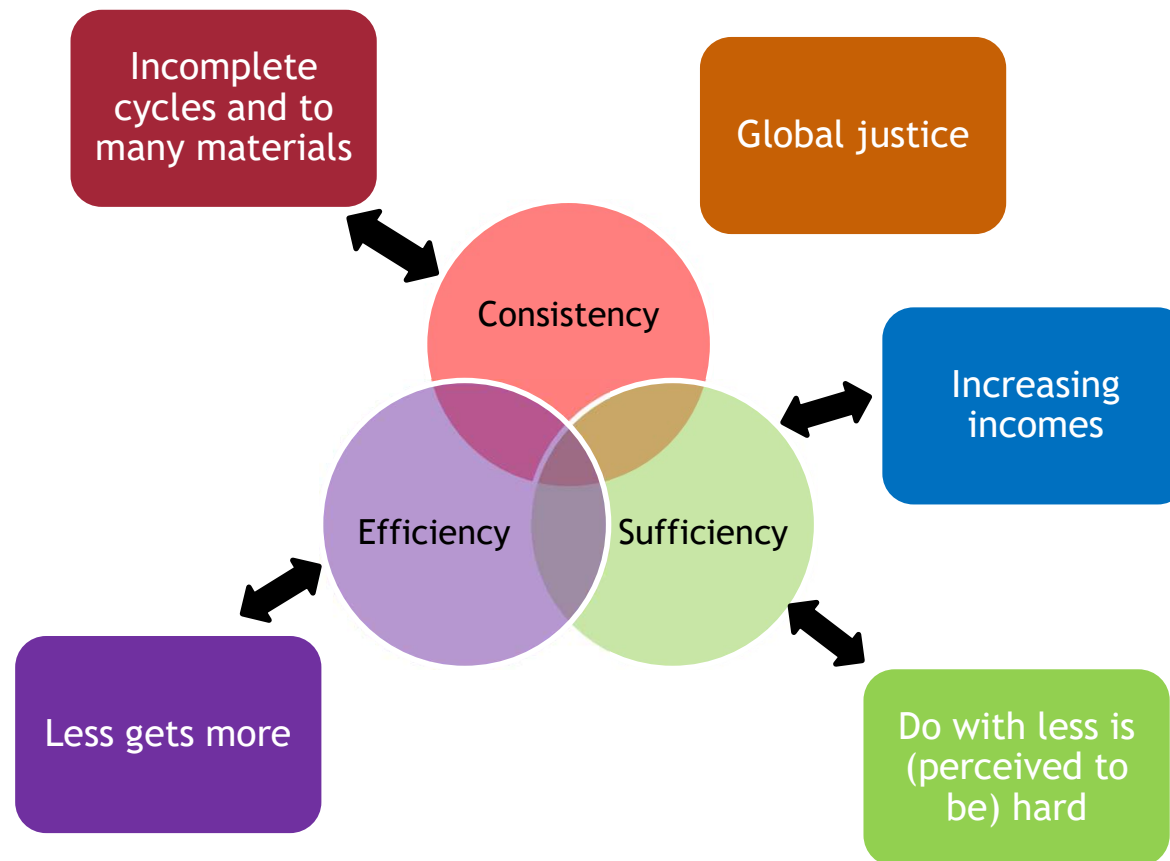 Incomplete
cycles and to
many materials
Global justice
Consistency
Increasing
incomes
Efficiency
Sufficiency
Less gets more
Do with less is
(perceived to
be) hard